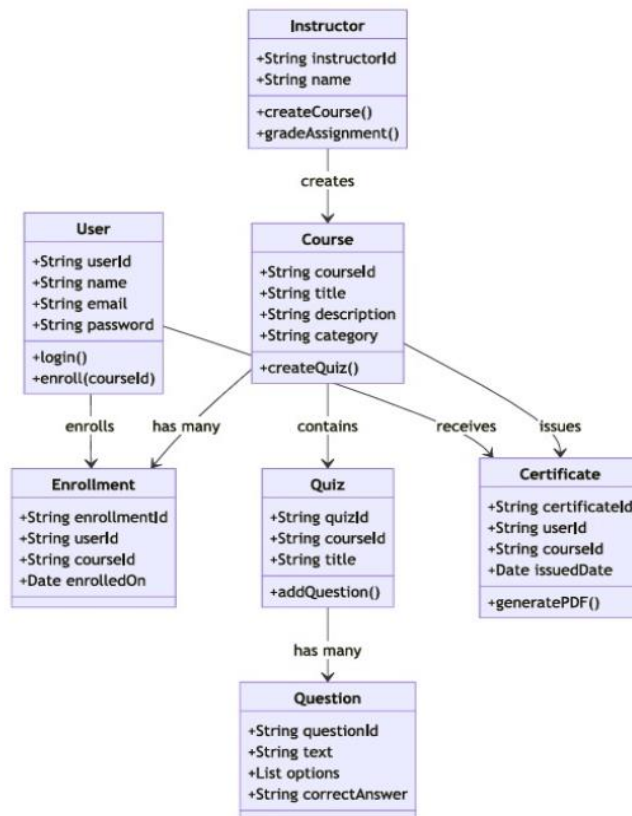 Instructor
+String instructorId
+String name
+createCourse()
+gradeAssignment()
creates
User
+String userId
+String name
+String email
+String password
+login()
+enroll(courseId)
Course
+String courseId
+String title
+String description
+String category
+createQuiz()
enrolls
has many
contains
receives
issues
Enrollment
+String enrollmentId
+String userId
+String courseId
+Date enrolledOn
Quiz
+String quizId
+String courseId
+String title
+addQuestion()
Certificate
+String certificateId
+String userId
+String courseId
+Date issuedDate
+generatePDF()
has many
Question
+String questionId
+String text
+List options
+String correctAnswer